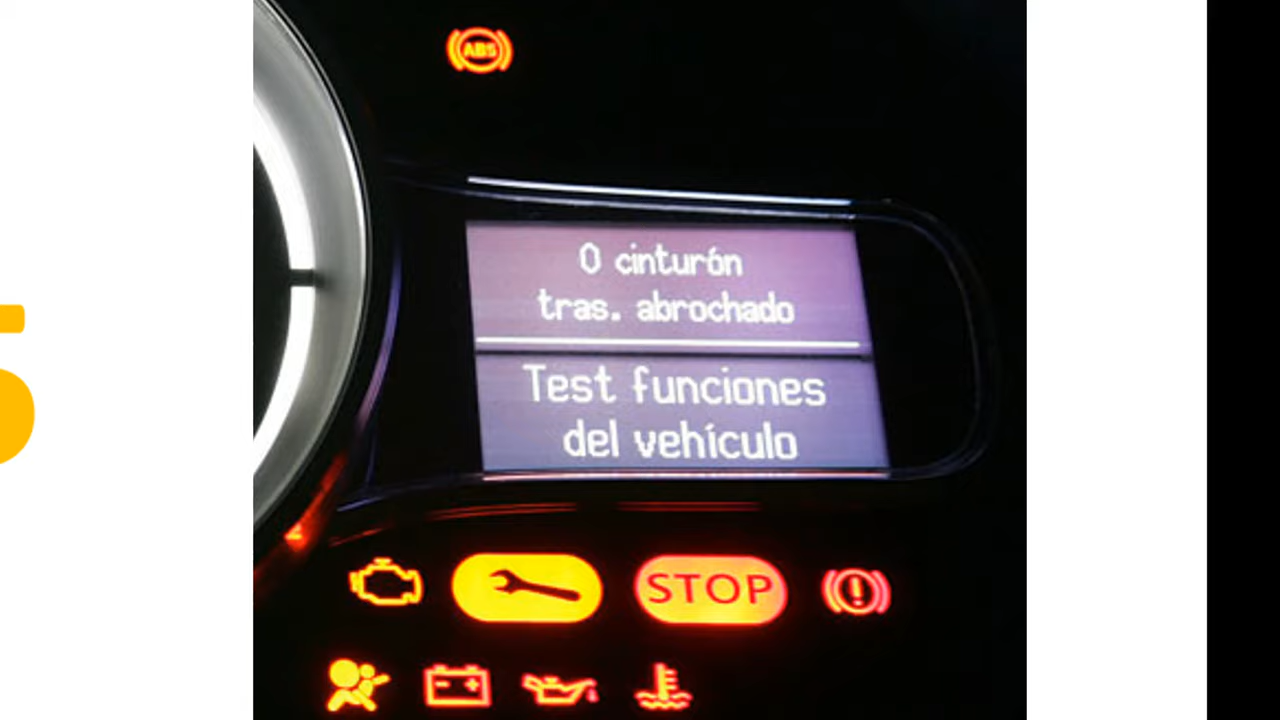 ABS
0 cinturón
tras. abrochado
Test funciones
del vehículo
STOP